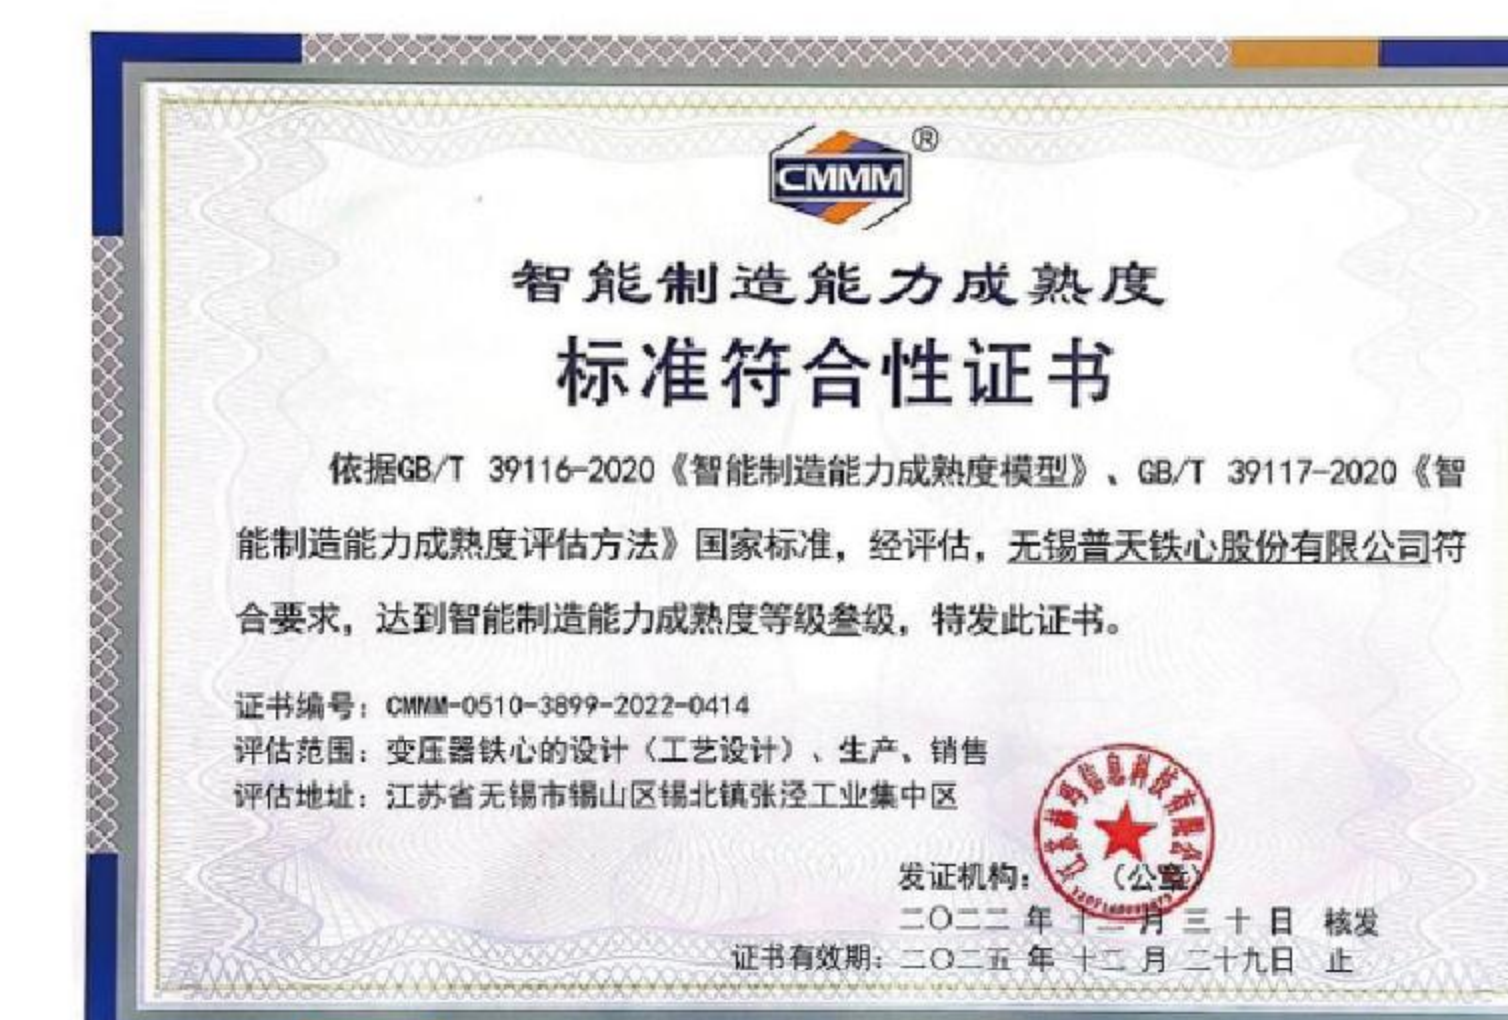 CMMM®
智能制造能力成熟度
标准符合性证书
依据GB/T 39116-2020《智能制造能力成熟度模型》、GB/T 39117-2020《智
能制造能力成熟度评估方法》国家标准，经评估，无锡普天铁心股份有限公司符
合要求，达到智能制造能力成熟度等级叁级，特发此证书。
证书编号：CMMM-0510-3899-2022-0414
评估范围：变压器铁心的设计（工艺设计）、生产、销售
评估地址：江苏省无锡市锡山区锡北镇张泾工业集中区
信息科技有限公
发证机构：（公章）
二〇二二 年 十二 月 三 十 日 核发
证书有效期：二〇二五 年 十二 月 二十九日 止